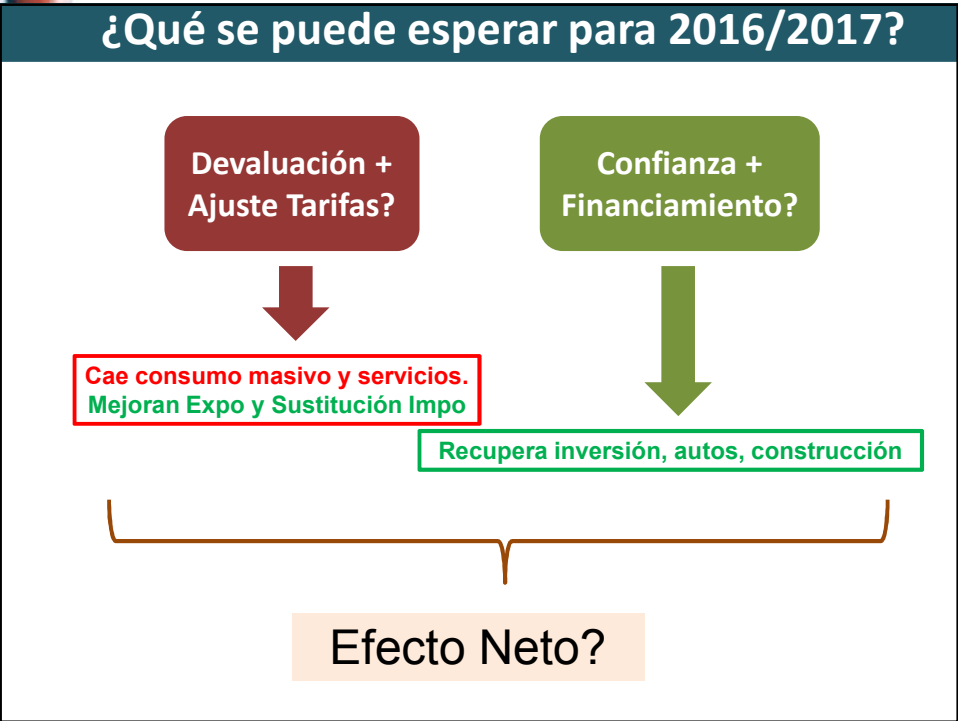 ¿Qué se puede esperar para 2016/2017?
Devaluación +
Ajuste Tarifas?
Confianza +
Financiamiento?
Cae consumo masivo y servicios.
Mejoran Expo y Sustitución Impo
Recupera inversión, autos, construcción
Efecto Neto?